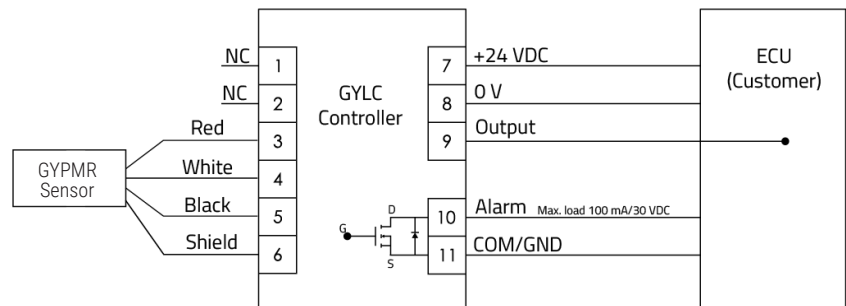 NC
1
NC
2
Red
3
White
4
Black
5
Shield
6
GYPMR
Sensor
GYLC
Controller
G
D
S
7
+24 VDC
8
0 V
9
Output
10
Alarm Max. load 100 mA/30 VDC
11
COM/GND
ECU
(Customer)